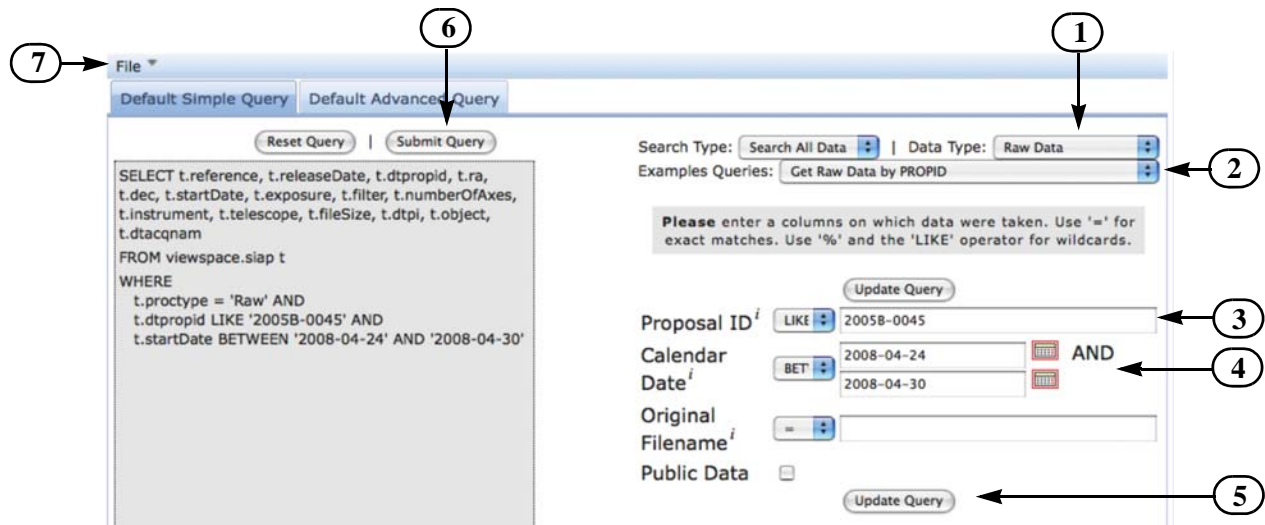 6
1
7
File
Default Simple Query Default Advanced Query
Reset Query | Submit Query
Search Type: Search All Data | Data Type: Raw Data
Examples Queries: Get Raw Data by PROPID
2
SELECT t.reference, t.releaseDate, t.dtpropid, t.ra,
t.dec, t.startDate, t.exposure, t.filter, t.numberOfAxes,
t.instrument, t.telescope, t.fileSize, t.dtpi, t.object,
t.dtacqnam
FROM viewspace.siap t
WHERE
t.proctype = 'Raw' AND
t.dtpropid LIKE '2005B-0045' AND
t.startDate BETWEEN '2008-04-24' AND '2008-04-30'
Please enter a columns on which data were taken. Use '=' for
exact matches. Use '%' and the 'LIKE' operator for wildcards.
Update Query
Proposal ID i LIKE 2005B-0045
3
Calendar
Date i BET 2008-04-24 AND
2008-04-30
4
Original
Filename i =
Public Data
Update Query
5